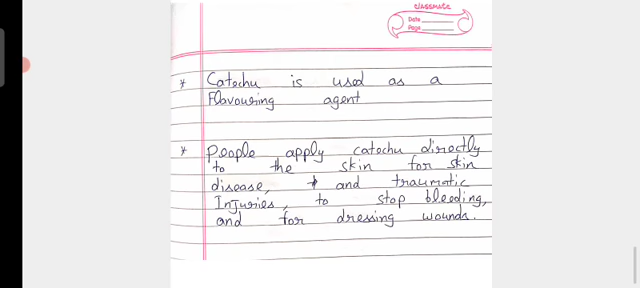 classmate
Date
Page
* Catechu is used as a
Flavouring agent
* People apply catechu directly
to the skin for skin
disease, and traumatic
Injuries, to stop bleeding,
and for dressing wounds.